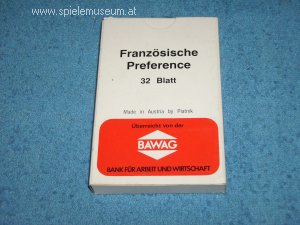 www.spielemuseum.at
Französische
Preference
32 Blatt
Made in Austria by Piatnik
Überreicht von der
BAWAG
BANK FÜR ARBEIT UND WIRTSCHAFT